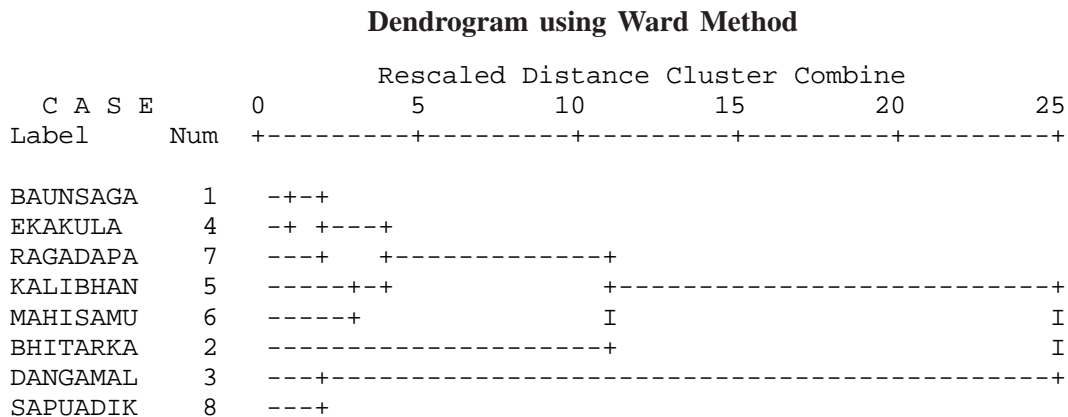 Dendrogram using Ward Method
Rescaled Distance Cluster Combine
C A S E 0 5 10 15 20 25
Label Num +---------+---------+---------+---------+---------+
BAUNSAGA 1 -+-+
EKAKULA 4 -+ +---+
RAGADAPA 7 ---+ +-------------+
KALIBHAN 5 -----+-+ +---------------------------+
MAHISAMU 6 -----+ I I
BHITARKA 2 ---------------------+ I
DANGAMAL 3 ---+---------------------------------------------+
SAPUADIK 8 ---+